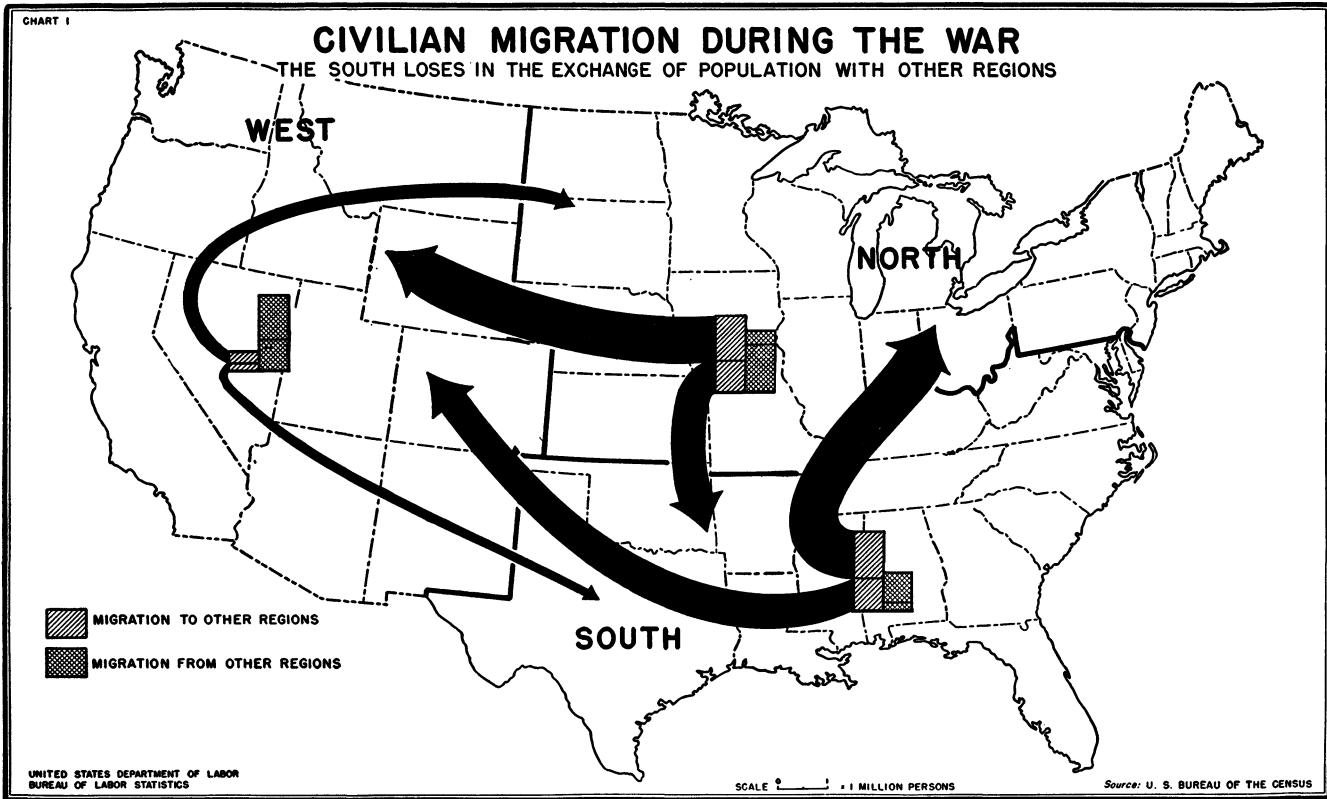 CHART I
CIVILIAN MIGRATION DURING THE WAR
THE SOUTH LOSES IN THE EXCHANGE OF POPULATION WITH OTHER REGIONS
WEST
NORTH
SOUTH
MIGRATION TO OTHER REGIONS
MIGRATION FROM OTHER REGIONS
UNITED STATES DEPARTMENT OF LABOR
BUREAU OF LABOR STATISTICS
SCALE 0 1 = 1 MILLION PERSONS
Source: U. S. BUREAU OF THE CENSUS